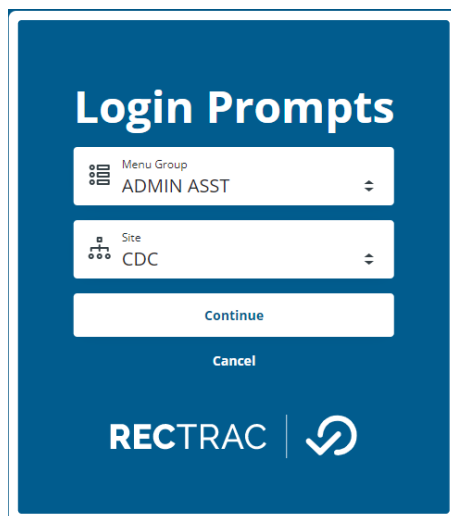 Login Prompts
Menu Group
ADMIN ASST
Site
CDC
Continue
Cancel
RECTRAC